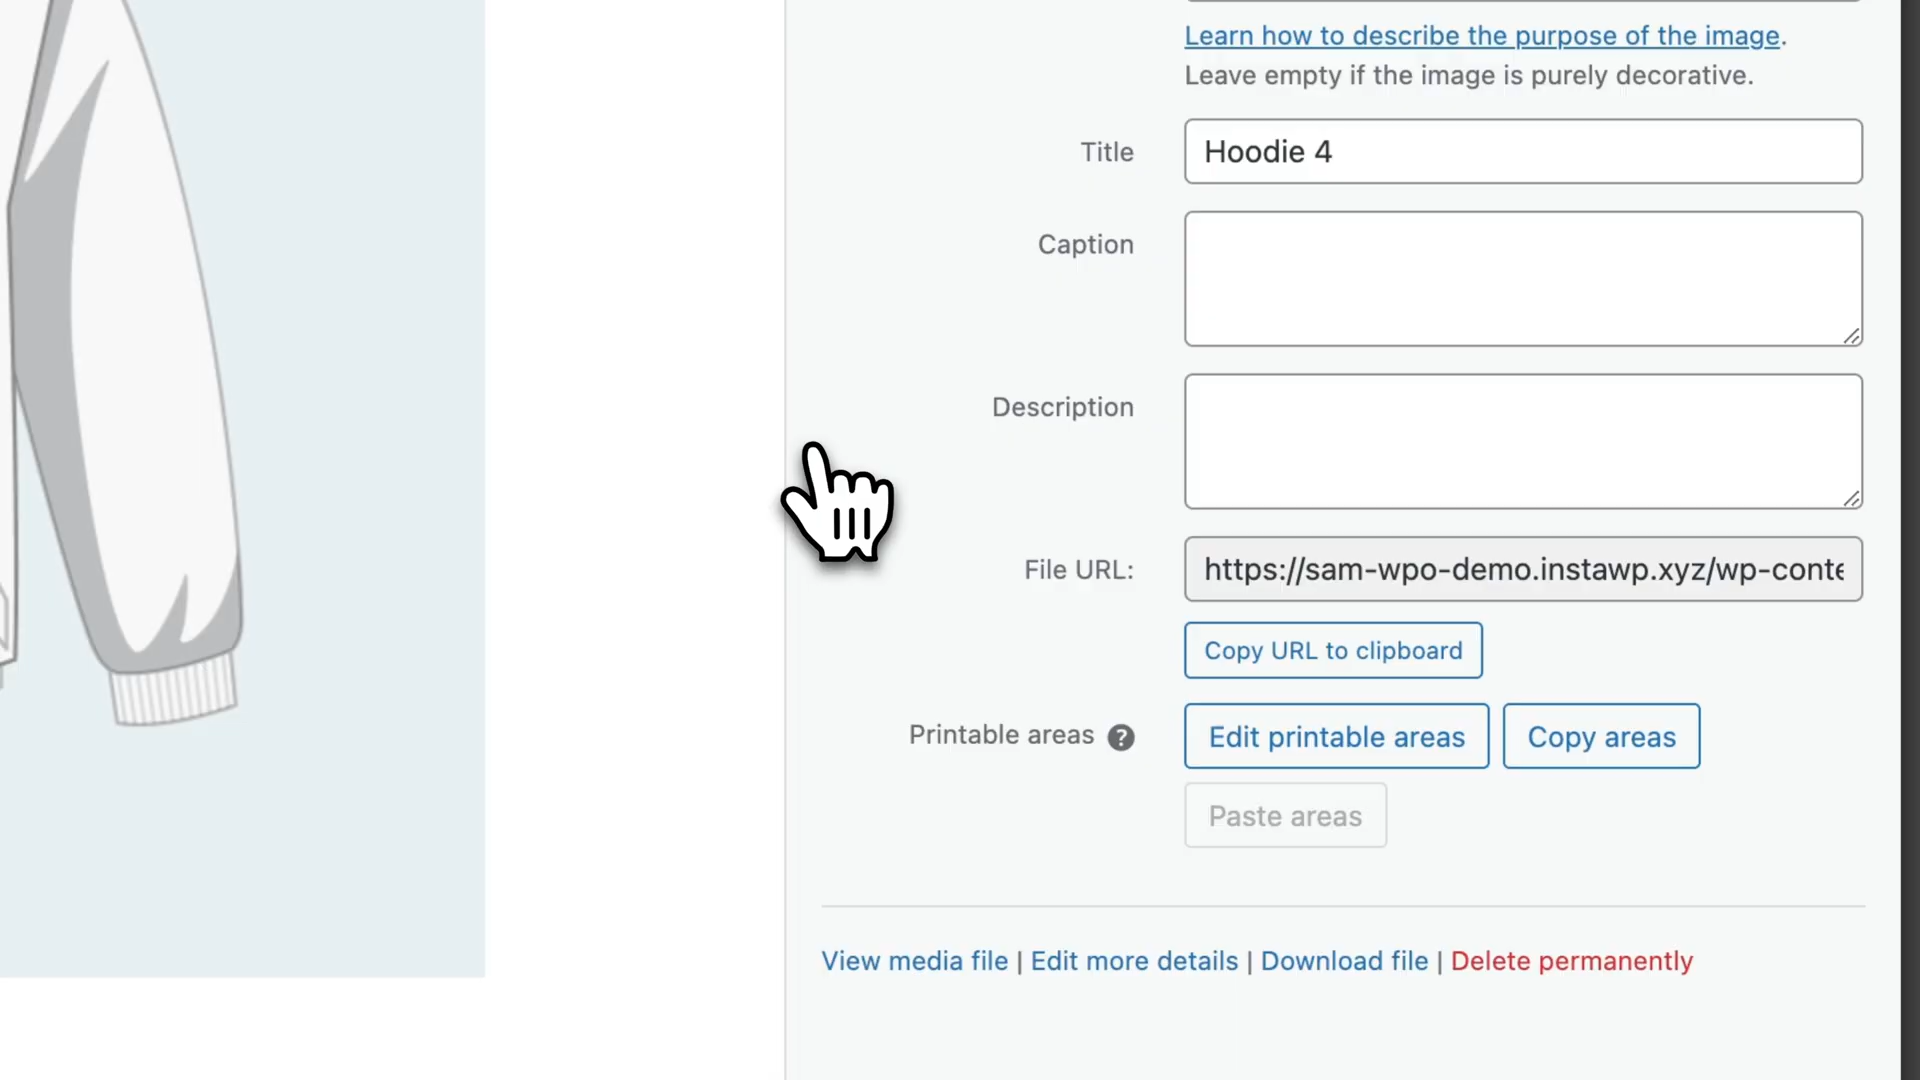 Learn how to describe the purpose of the image.
Leave empty if the image is purely decorative.
Title
Hoodie 4
Caption
Description
File URL:
https://sam-wpo-demo.instawp.xyz/wp-conte
Copy URL to clipboard
Printable areas ?
Edit printable areas
Copy areas
Paste areas
View media file | Edit more details | Download file | Delete permanently